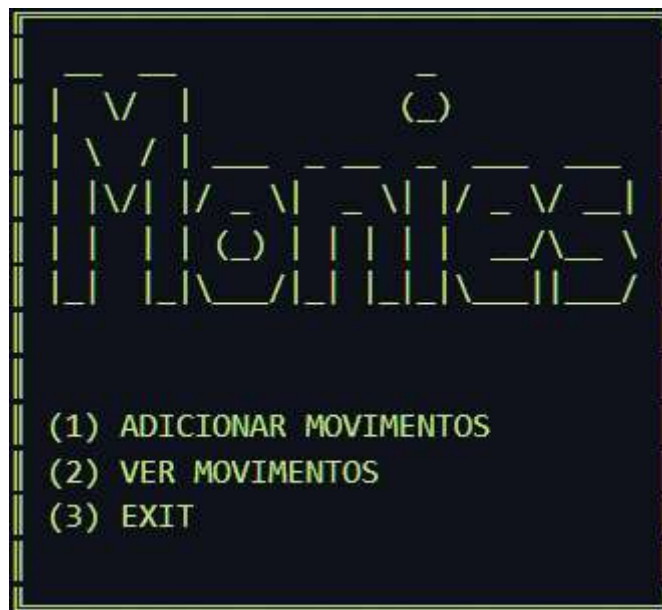 Monies
(1) ADICIONAR MOVIMENTOS
(2) VER MOVIMENTOS
(3) EXIT